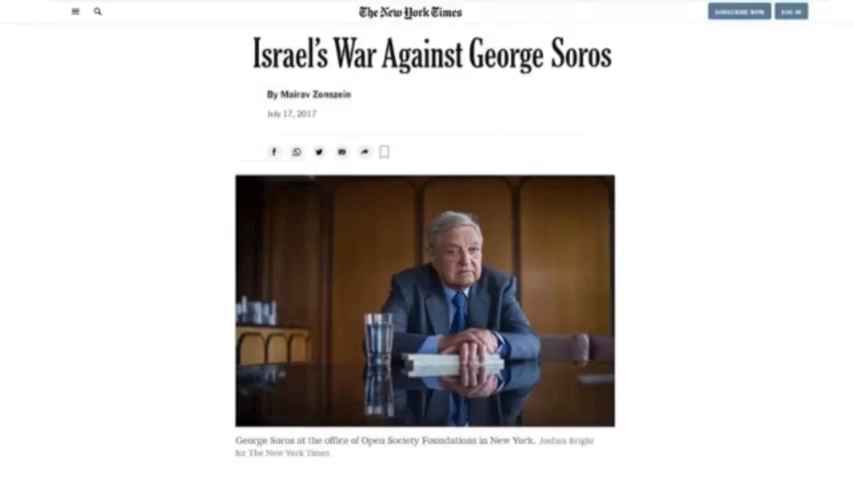 The New York Times
SUBSCRIBE NOW
LOG IN
Israel's War Against George Soros
By Mairav Zonszein
July 17, 2017
George Soros at the office of Open Society Foundations in New York. Joshua Bright
for The New York Times